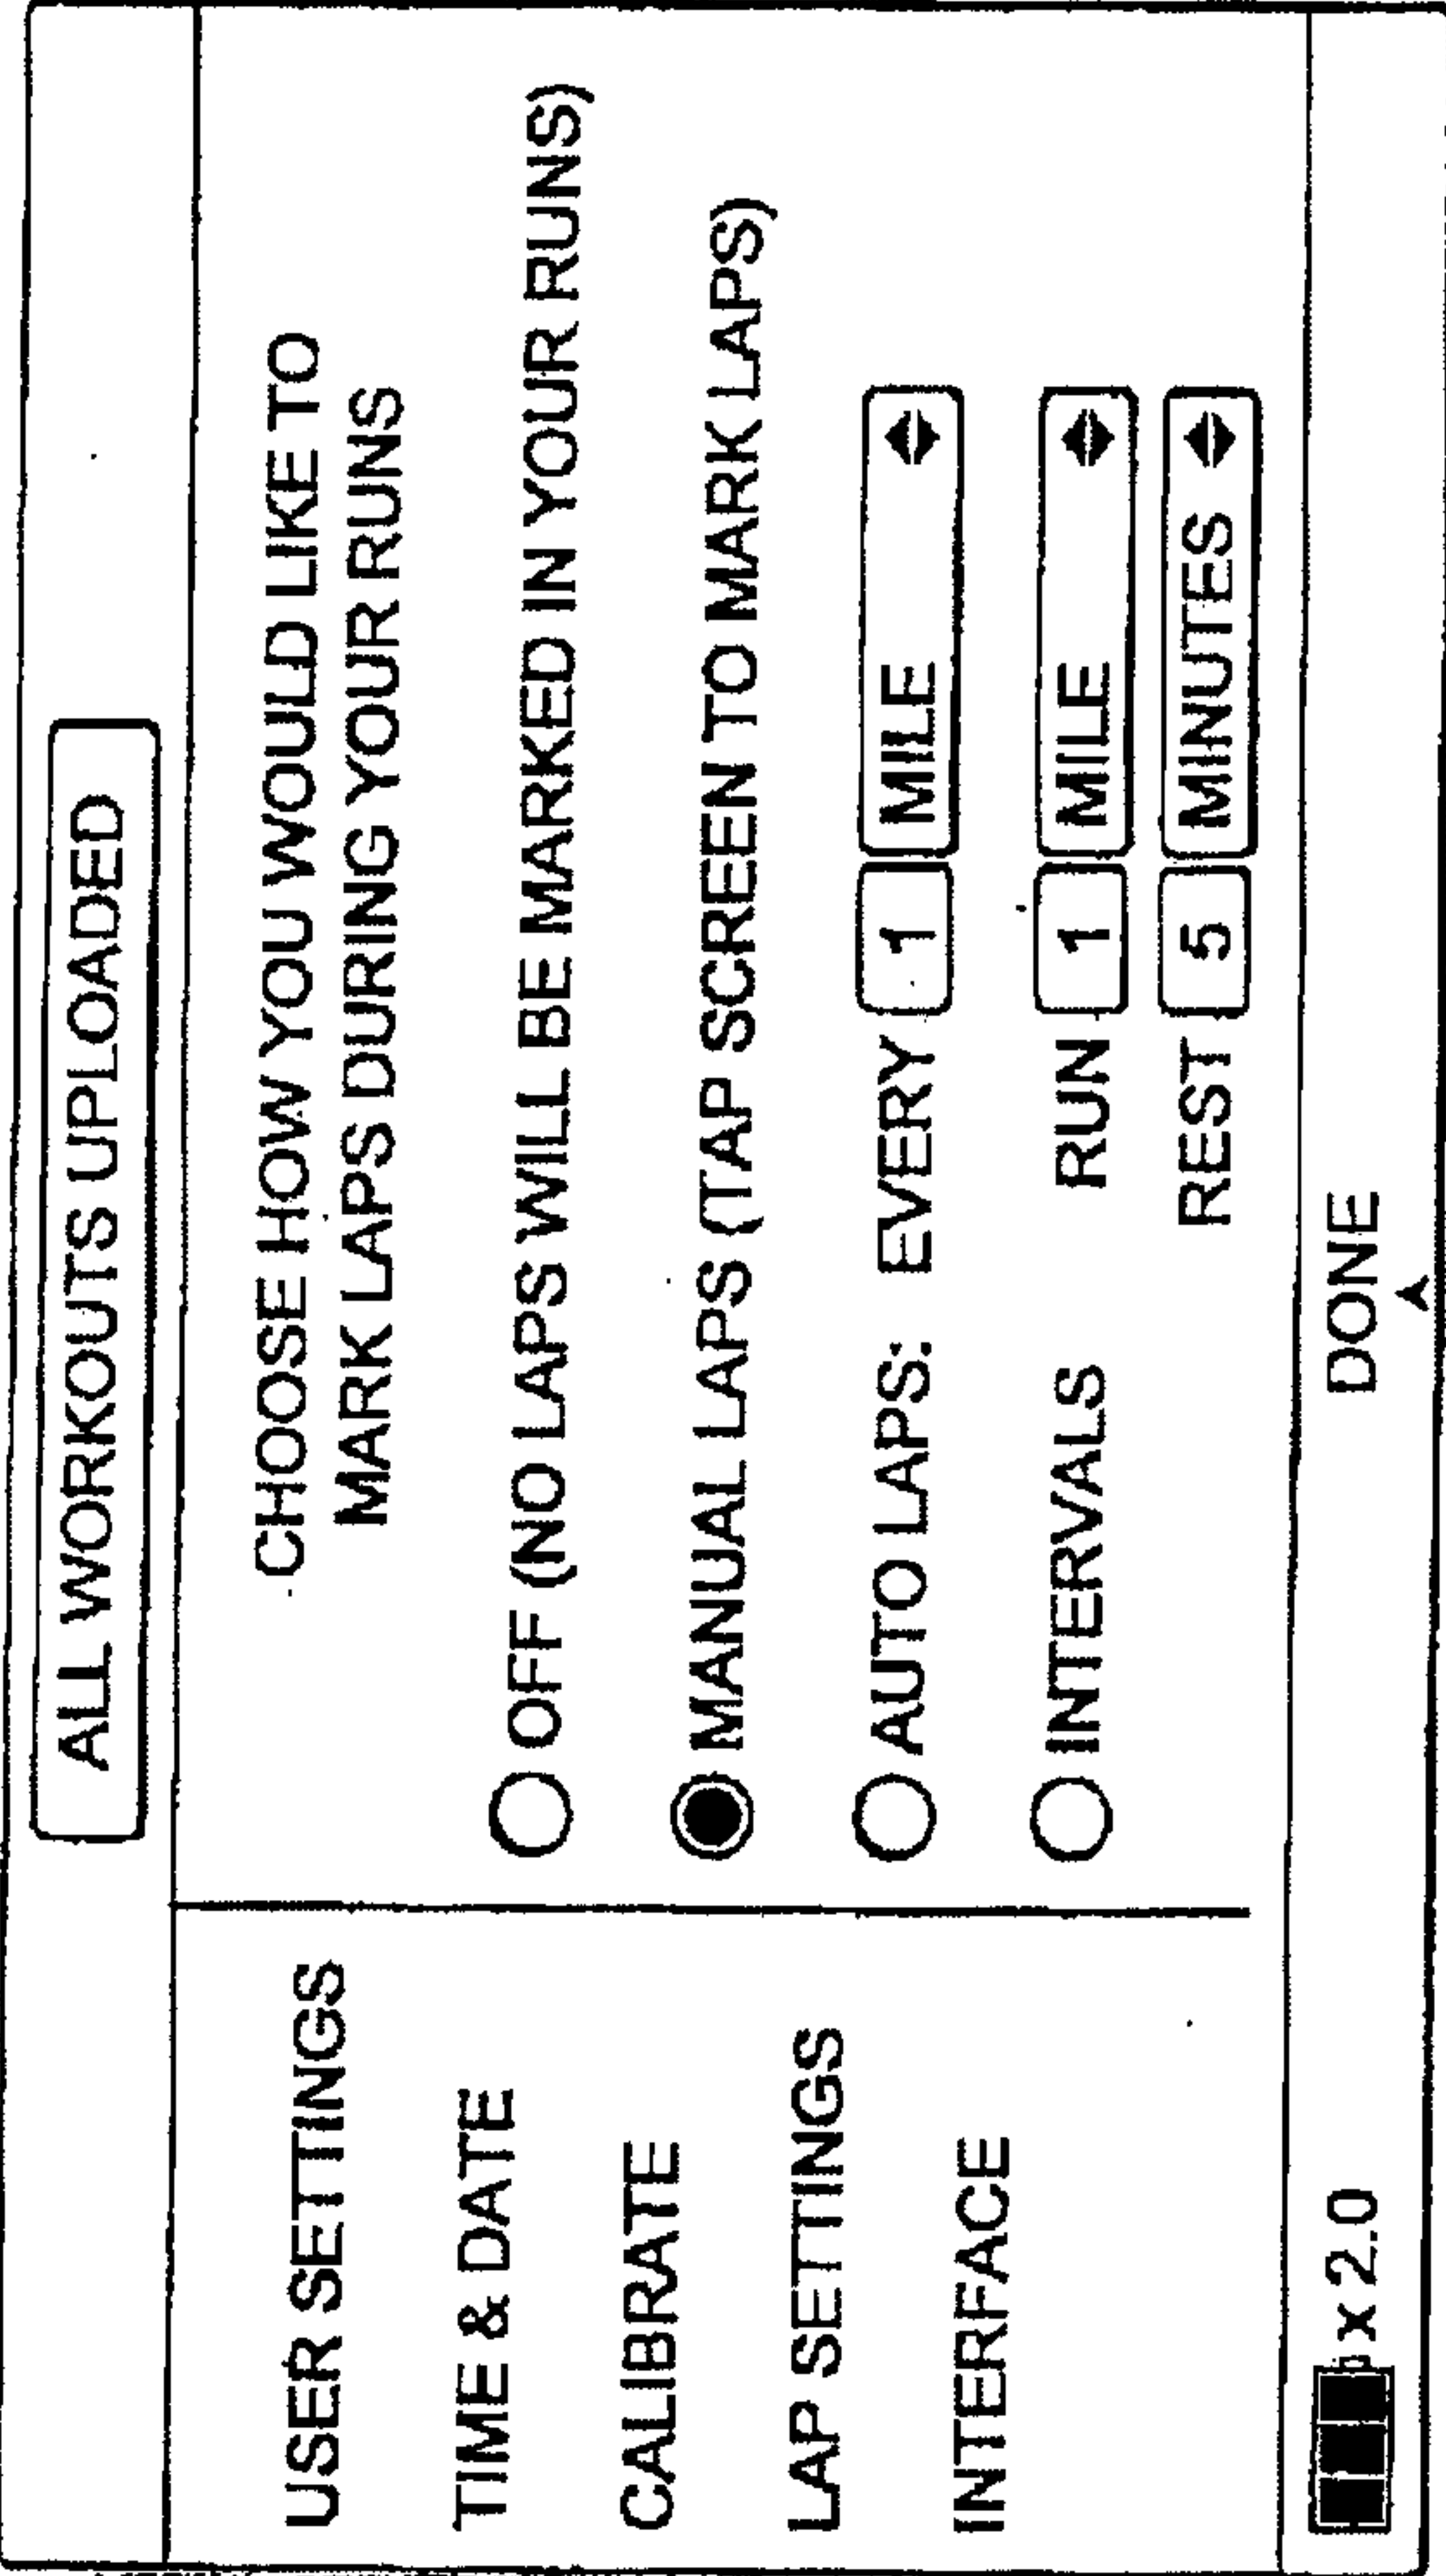 ALL WORKOUTS UPLOADED
USER SETTINGS
TIME & DATE
CALIBRATE
LAP SETTINGS
INTERFACE
CHOOSE HOW YOU WOULD LIKE TO
MARK LAPS DURING YOUR RUNS
OFF (NO LAPS WILL BE MARKED IN YOUR RUNS)
MANUAL LAPS (TAP SCREEN TO MARK LAPS)
AUTO LAPS: EVERY 1 MILE
INTERVALS RUN 1 MILE
REST 5 MINUTES
x 2.0
DONE